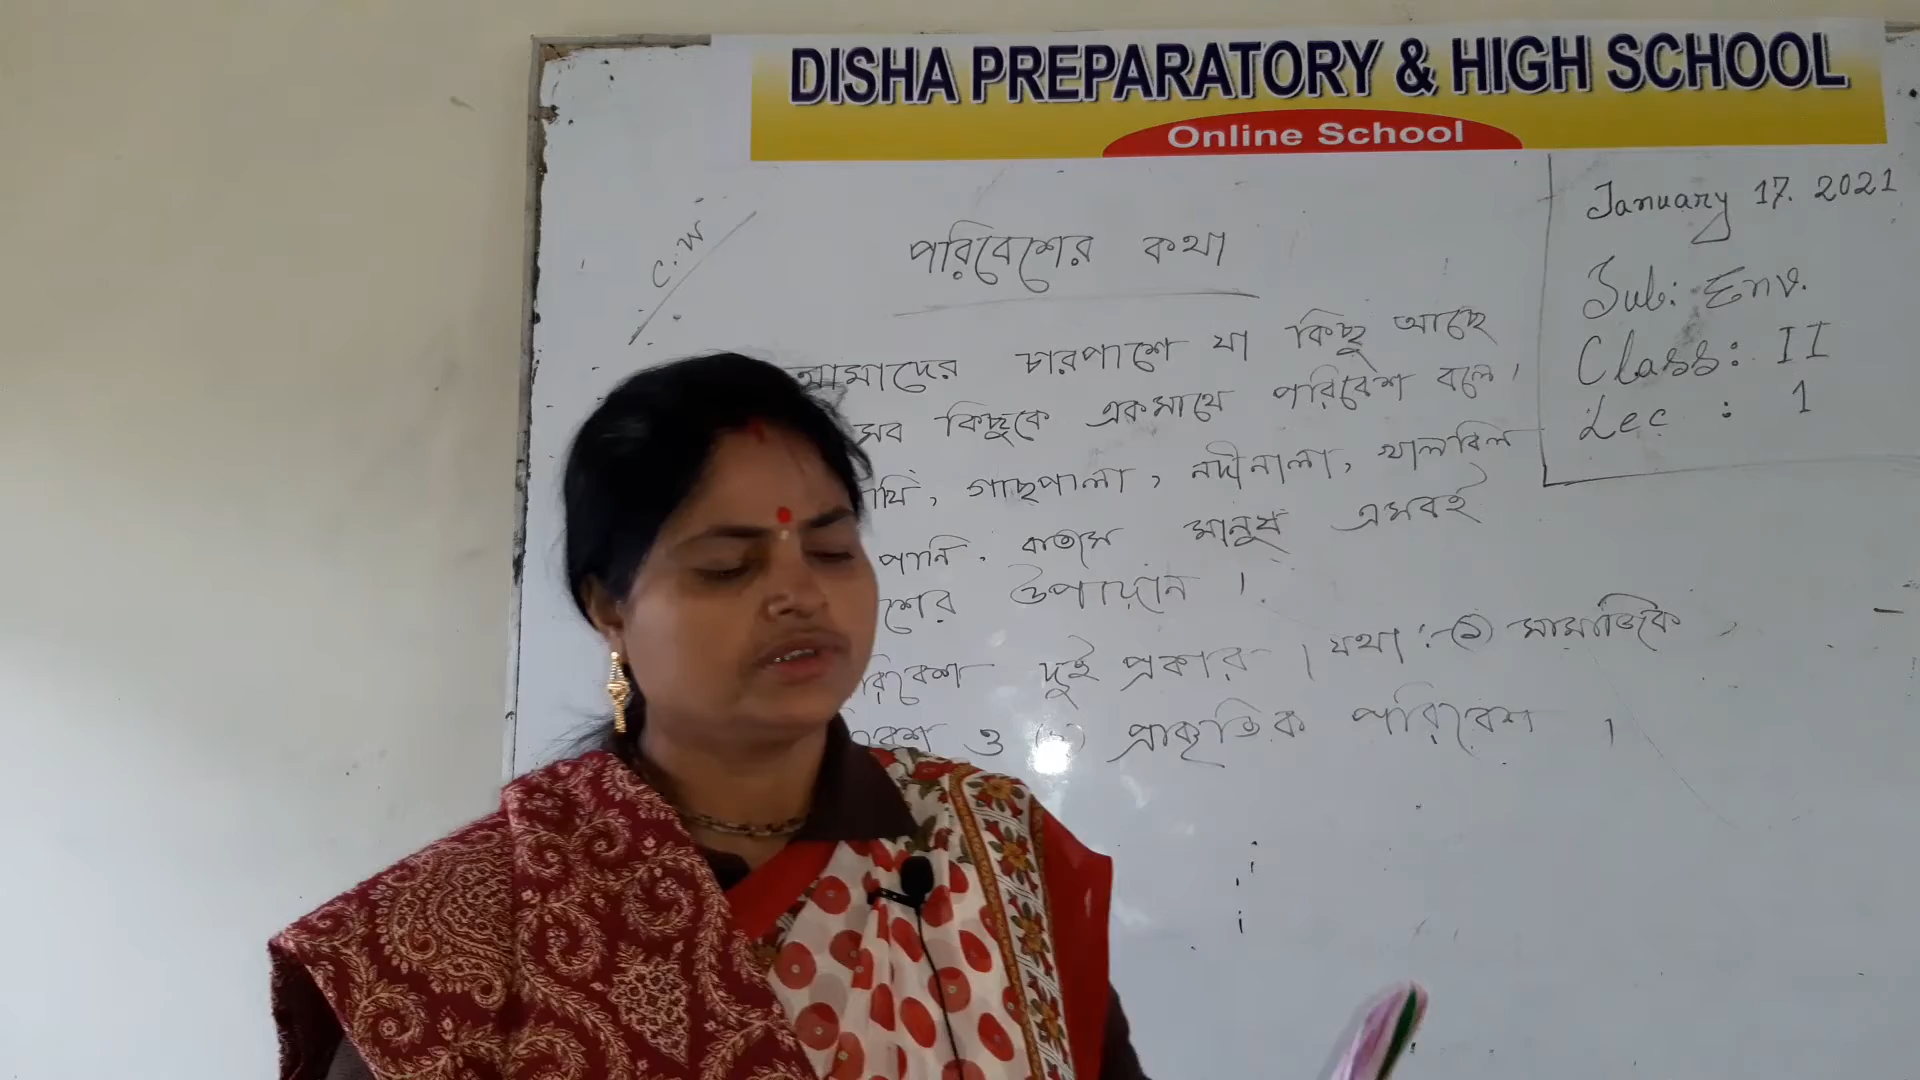 DISHA PREPARATORY & HIGH SCHOOL
Online School
January 17. 2021
Sub: Env.
Class: II
Lec : 1
C.W
পরিবেশের কথা
আমাদের চারপাশে যা কিছু আছে
সব কিছুকে একসাথে পরিবেশ বলে।
গাছপালা, নদীনালা, খালবিল
পানি, বাতাস মানুষ এসবই
উপাদান।
দুই প্রকার। যথা :- (১) সামাজিক
ও (২) প্রাকৃতিক পরিবেশ ।